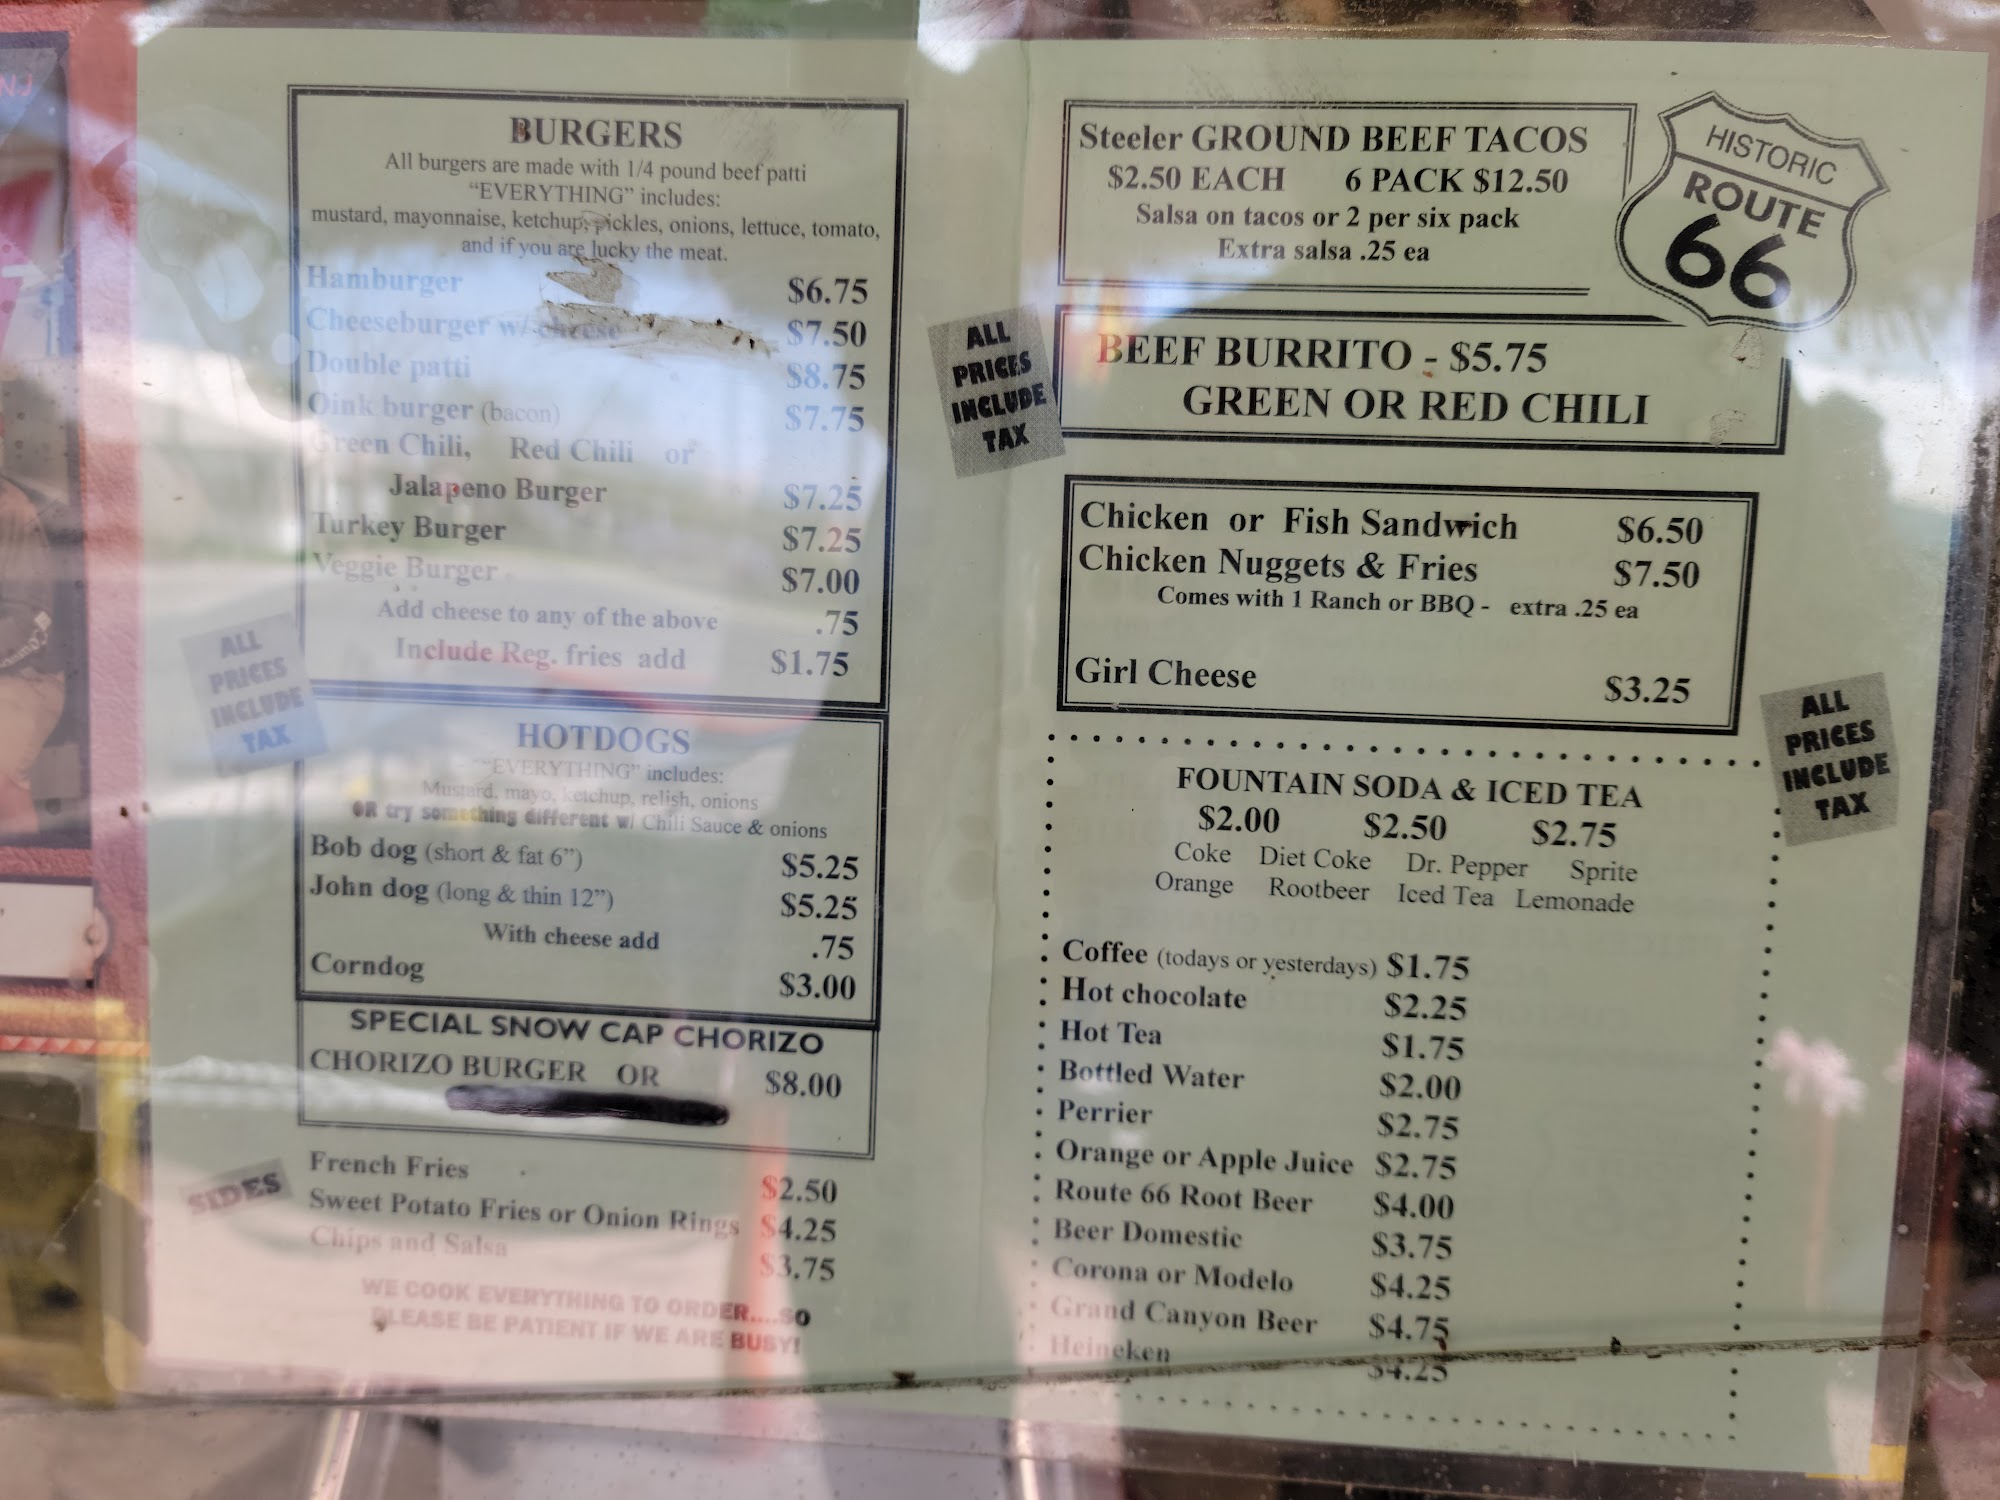 BURGERS
All burgers are made with 1/4 pound beef patti
"EVERYTHING" includes:
mustard, mayonnaise, ketchup, pickles, onions, lettuce, tomato,
and if you are lucky the meat.
Hamburger $6.75
Cheeseburger w/ cheese $7.50
Double patti $8.75
Oink burger (bacon) $7.75
Green Chili, Red Chili or
Jalapeno Burger $7.25
Turkey Burger $7.25
Veggie Burger $7.00
Add cheese to any of the above .75
Include Reg. fries add $1.75
ALL
PRICES
INCLUDE
TAX
HOTDOGS
"EVERYTHING" includes:
Mustard, mayo, ketchup, relish, onions
OR try something different w/ Chili Sauce & onions
Bob dog (short & fat 6") $5.25
John dog (long & thin 12") $5.25
With cheese add .75
Corndog $3.00
SPECIAL SNOW CAP CHORIZO
CHORIZO BURGER OR $8.00
SIDES
French Fries $2.50
Sweet Potato Fries or Onion Rings $4.25
Chips and Salsa $3.75
WE COOK EVERYTHING TO ORDER....SO
PLEASE BE PATIENT IF WE ARE BUSY!
Steeler GROUND BEEF TACOS
$2.50 EACH 6 PACK $12.50
Salsa on tacos or 2 per six pack
Extra salsa .25 ea
HISTORIC
ROUTE
66
ALL
PRICES
INCLUDE
TAX
BEEF BURRITO - $5.75
GREEN OR RED CHILI
Chicken or Fish Sandwich $6.50
Chicken Nuggets & Fries $7.50
Comes with 1 Ranch or BBQ - extra .25 ea
Girl Cheese $3.25
ALL
PRICES
INCLUDE
TAX
FOUNTAIN SODA & ICED TEA
$2.00 $2.50 $2.75
Coke Diet Coke Dr. Pepper Sprite
Orange Rootbeer Iced Tea Lemonade
Coffee (todays or yesterdays) $1.75
Hot chocolate $2.25
Hot Tea $1.75
Bottled Water $2.00
Perrier $2.75
Orange or Apple Juice $2.75
Route 66 Root Beer $4.00
Beer Domestic $3.75
Corona or Modelo $4.25
Grand Canyon Beer $4.75
Heineken $4.25